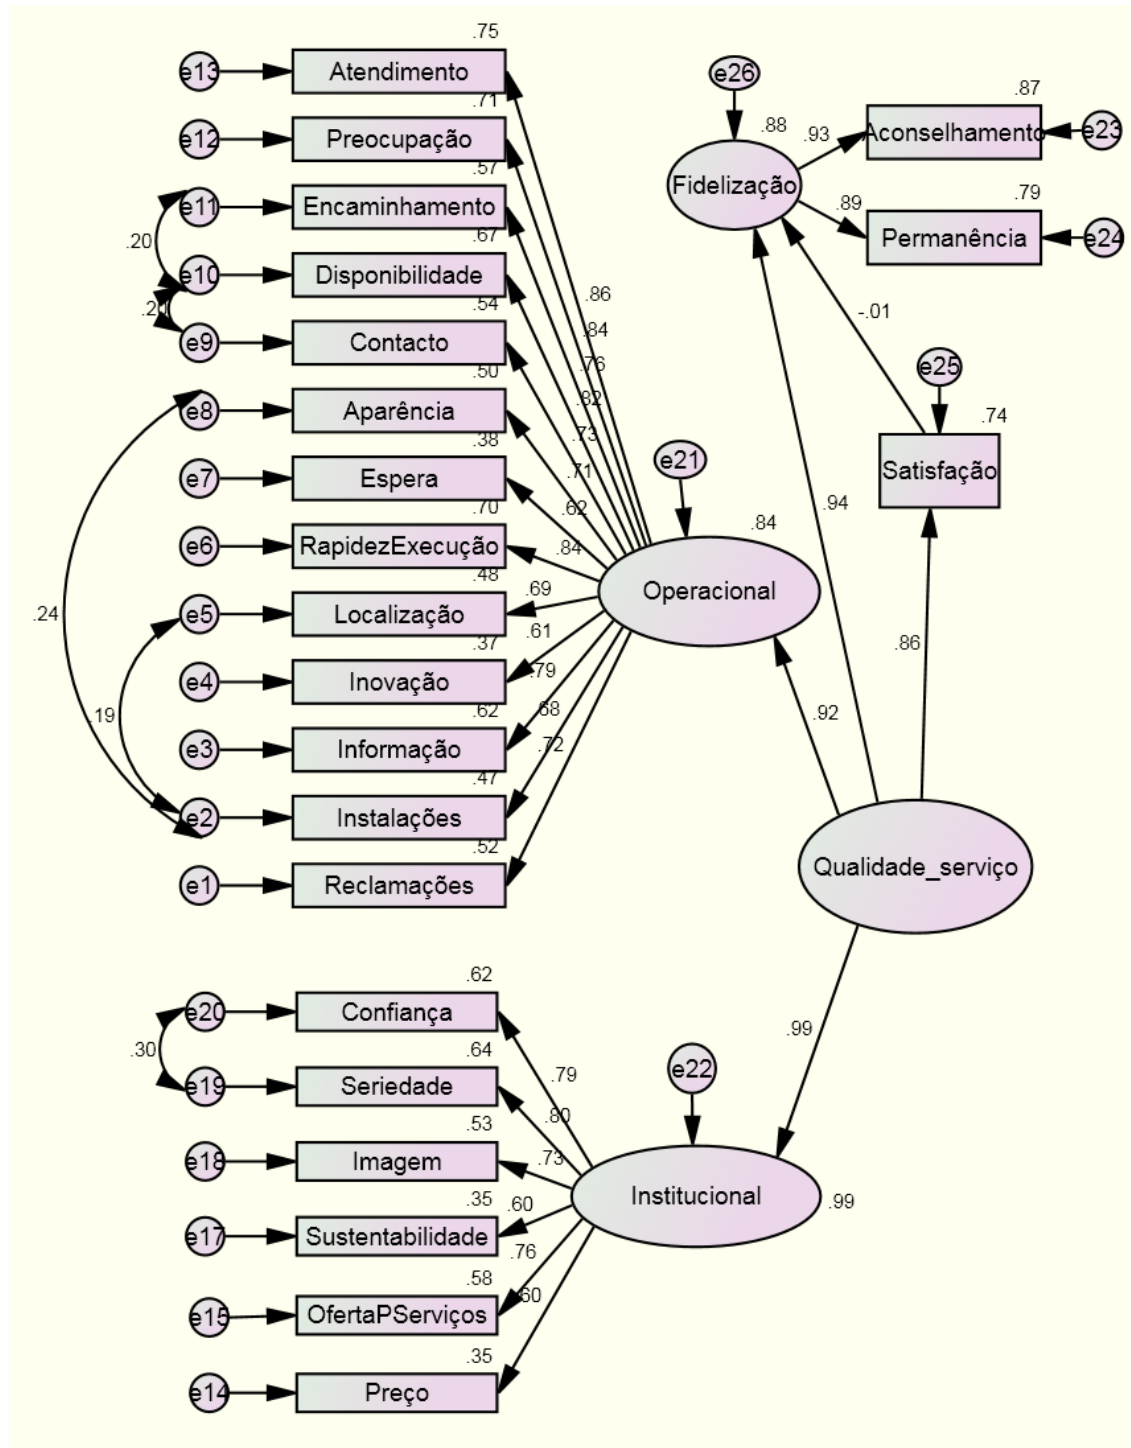 .75
e13
Atendimento
.71
e12
Preocupação
.57
e11
Encaminhamento
.67
e10
Disponibilidade
.54
e9
Contacto
.50
e8
Aparência
.38
e7
Espera
.70
e6
RapidezExecução
.48
e5
Localização
.37
e4
Inovação
.62
e3
Informação
.47
e2
Instalações
.52
e1
Reclamações
.20
.24
.19
.86
.84
.76
.82
.73
.71
.62
.84
.69
.61
.79
.68
.72
e21
.84
Operacional
e26
.88
Fidelização
.93
.87
Aconselhamento
e23
.89
.79
Permanência
e24
-.01
e25
.74
Satisfação
.94
.86
.92
Qualidade_serviço
.99
.62
e20
Confiança
.30
.64
e19
Seriedade
.53
e18
Imagem
.35
e17
Sustentabilidade
.58
e15
OfertaPServiços
.35
e14
Preço
.79
.80
.73
.60
.76
.60
e22
Institucional
.99